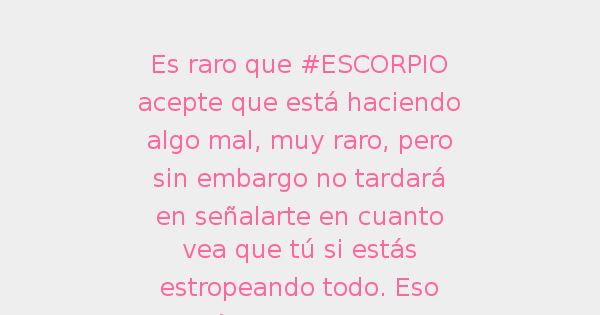 Es raro que #ESCORPIO
acepte que está haciendo
algo mal, muy raro, pero
sin embargo no tardará
en señalarte en cuanto
vea que tú si estás
estropeando todo. Eso